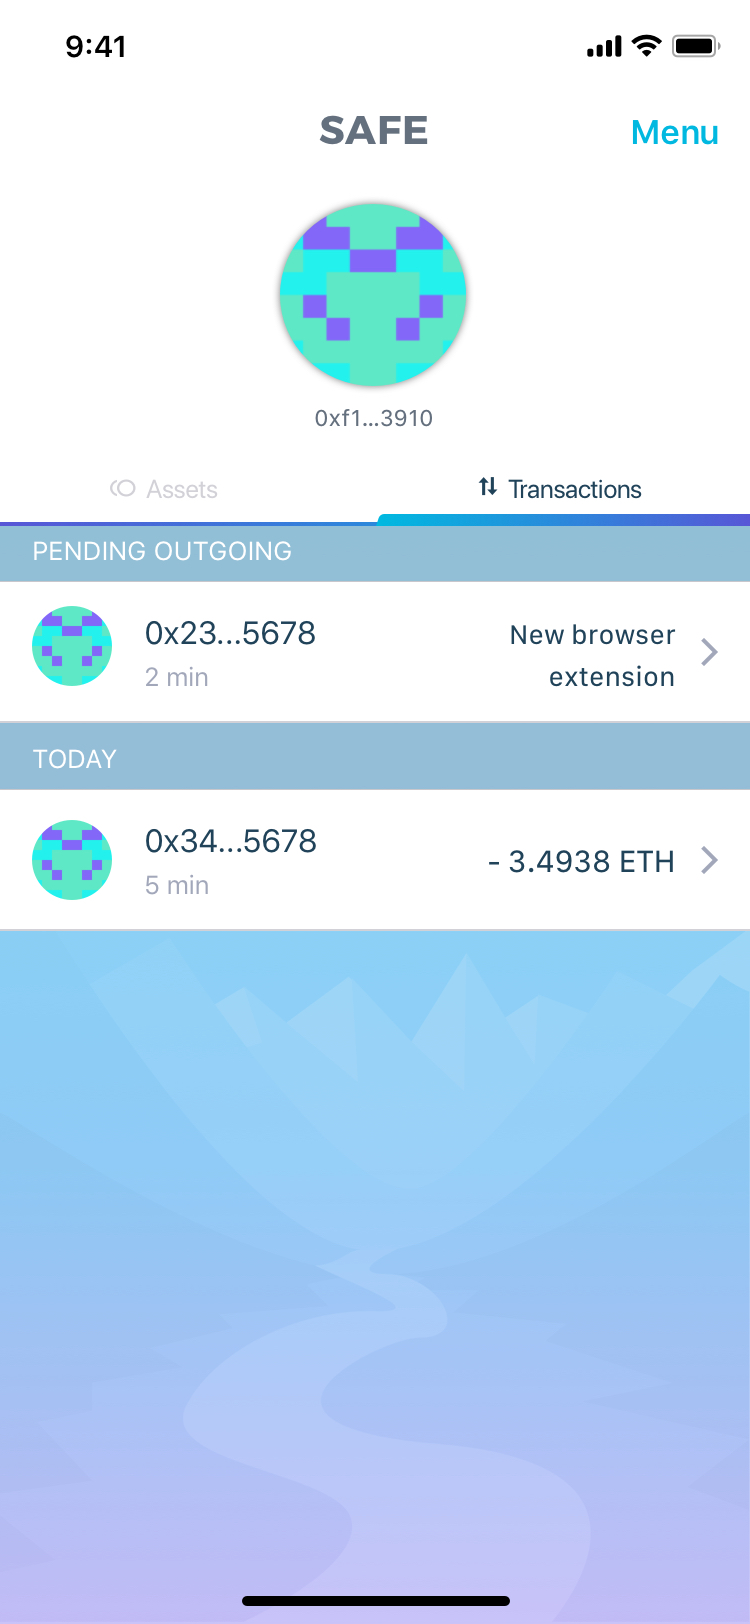 9:41
SAFE
Menu
0xf1...3910
Assets
Transactions
PENDING OUTGOING
0x23...5678
New browser
extension
2 min
TODAY
0x34...5678
5 min
- 3.4938 ETH